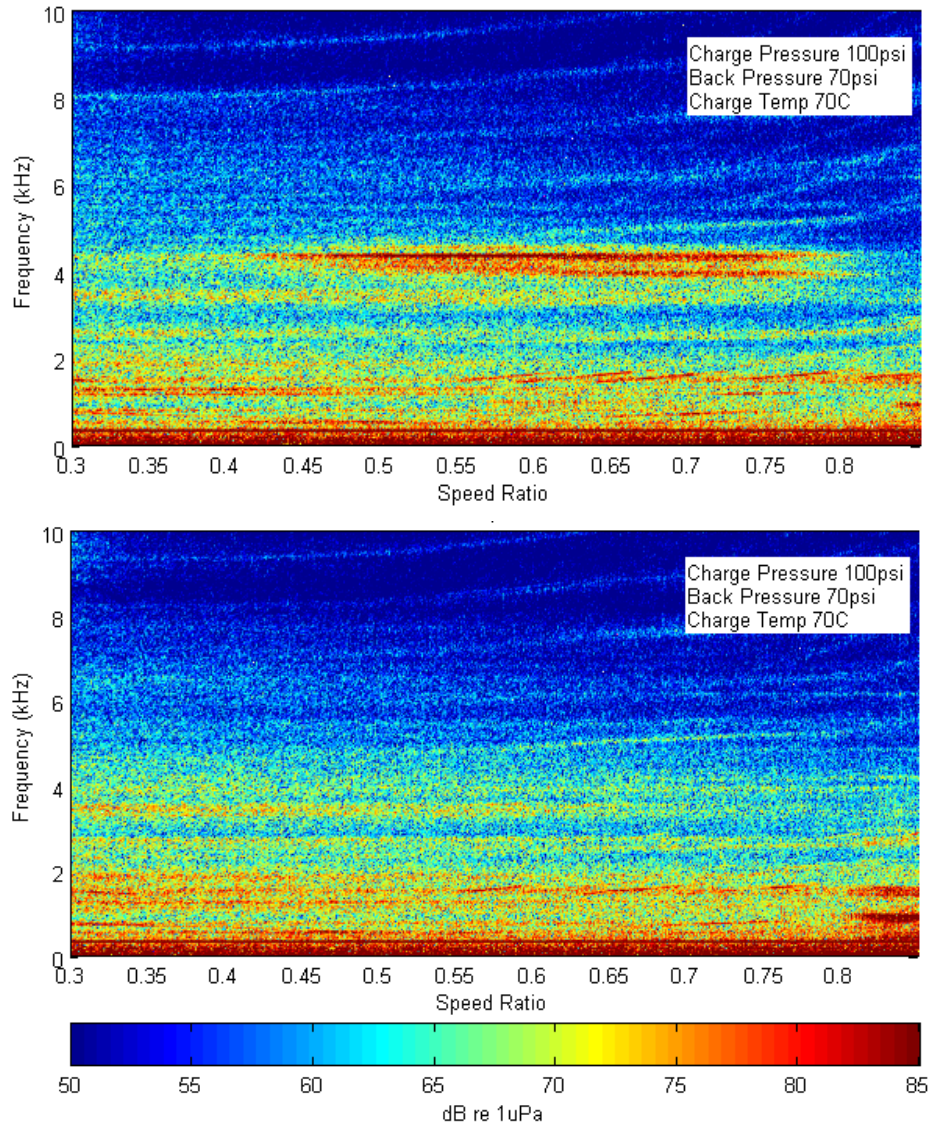 10
8
6
4
2
0
Frequency (kHz)
Charge Pressure 100psi
Back Pressure 70psi
Charge Temp 70C
0.3 0.35 0.4 0.45 0.5 0.55 0.6 0.65 0.7 0.75 0.8
Speed Ratio
10
8
6
4
2
0
Frequency (kHz)
Charge Pressure 100psi
Back Pressure 70psi
Charge Temp 70C
0.3 0.35 0.4 0.45 0.5 0.55 0.6 0.65 0.7 0.75 0.8
Speed Ratio
50 55 60 65 70 75 80 85
dB re 1uPa